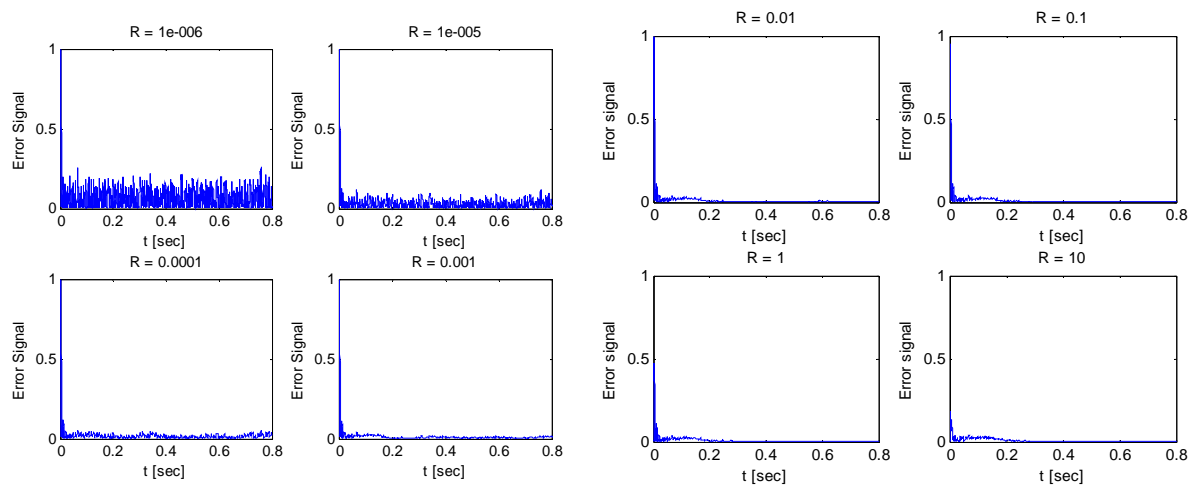 R = 1e-006
1
0.5
0
Error Signal
0 0.2 0.4 0.6 0.8
t [sec]
R = 1e-005
1
0.5
0
Error Signal
0 0.2 0.4 0.6 0.8
t [sec]
R = 0.01
1
0.5
0
Error signal
0 0.2 0.4 0.6 0.8
t [sec]
R = 0.1
1
0.5
0
Error signal
0 0.2 0.4 0.6 0.8
t [sec]
R = 0.0001
1
0.5
0
Error Signal
0 0.2 0.4 0.6 0.8
t [sec]
R = 0.001
1
0.5
0
Error Signal
0 0.2 0.4 0.6 0.8
t [sec]
R = 1
1
0.5
0
Error signal
0 0.2 0.4 0.6 0.8
t [sec]
R = 10
1
0.5
0
Error signal
0 0.2 0.4 0.6 0.8
t [sec]